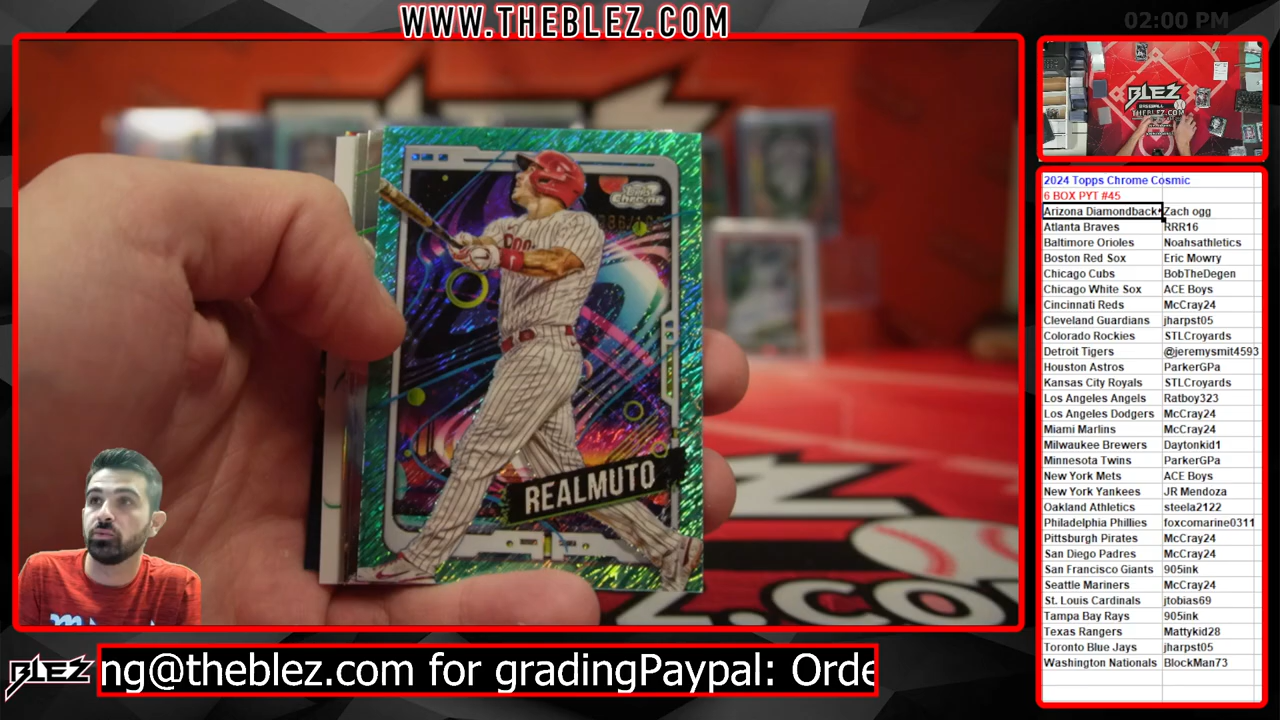 WWW.THEBLEZ.COM
02:00 PM
REALMUTO
BLEZ
THEBLEZ.COM
2024 Topps Chrome Cosmic
6 BOX PYT #45
Arizona Diamondback Zach ogg
Atlanta Braves RRR16
Baltimore Orioles Noahsathletics
Boston Red Sox Eric Mowry
Chicago Cubs BobTheDegen
Chicago White Sox ACE Boys
Cincinnati Reds McCray24
Cleveland Guardians jharpst05
Colorado Rockies STLCroyards
Detroit Tigers @jeremysmit4593
Houston Astros ParkerGPa
Kansas City Royals STLCroyards
Los Angeles Angels Ratboy323
Los Angeles Dodgers McCray24
Miami Marlins McCray24
Milwaukee Brewers Daytonkid1
Minnesota Twins ParkerGPa
New York Mets ACE Boys
New York Yankees JR Mendoza
Oakland Athletics steela2122
Philadelphia Phillies foxcomarine0311
Pittsburgh Pirates McCray24
San Diego Padres McCray24
San Francisco Giants 905ink
Seattle Mariners McCray24
St. Louis Cardinals jtobias69
Tampa Bay Rays 905ink
Texas Rangers Mattykid28
Toronto Blue Jays jharpst05
Washington Nationals BlockMan73
Z.CO
BLEZ
ng@theblez.com for gradingPaypal: Orde